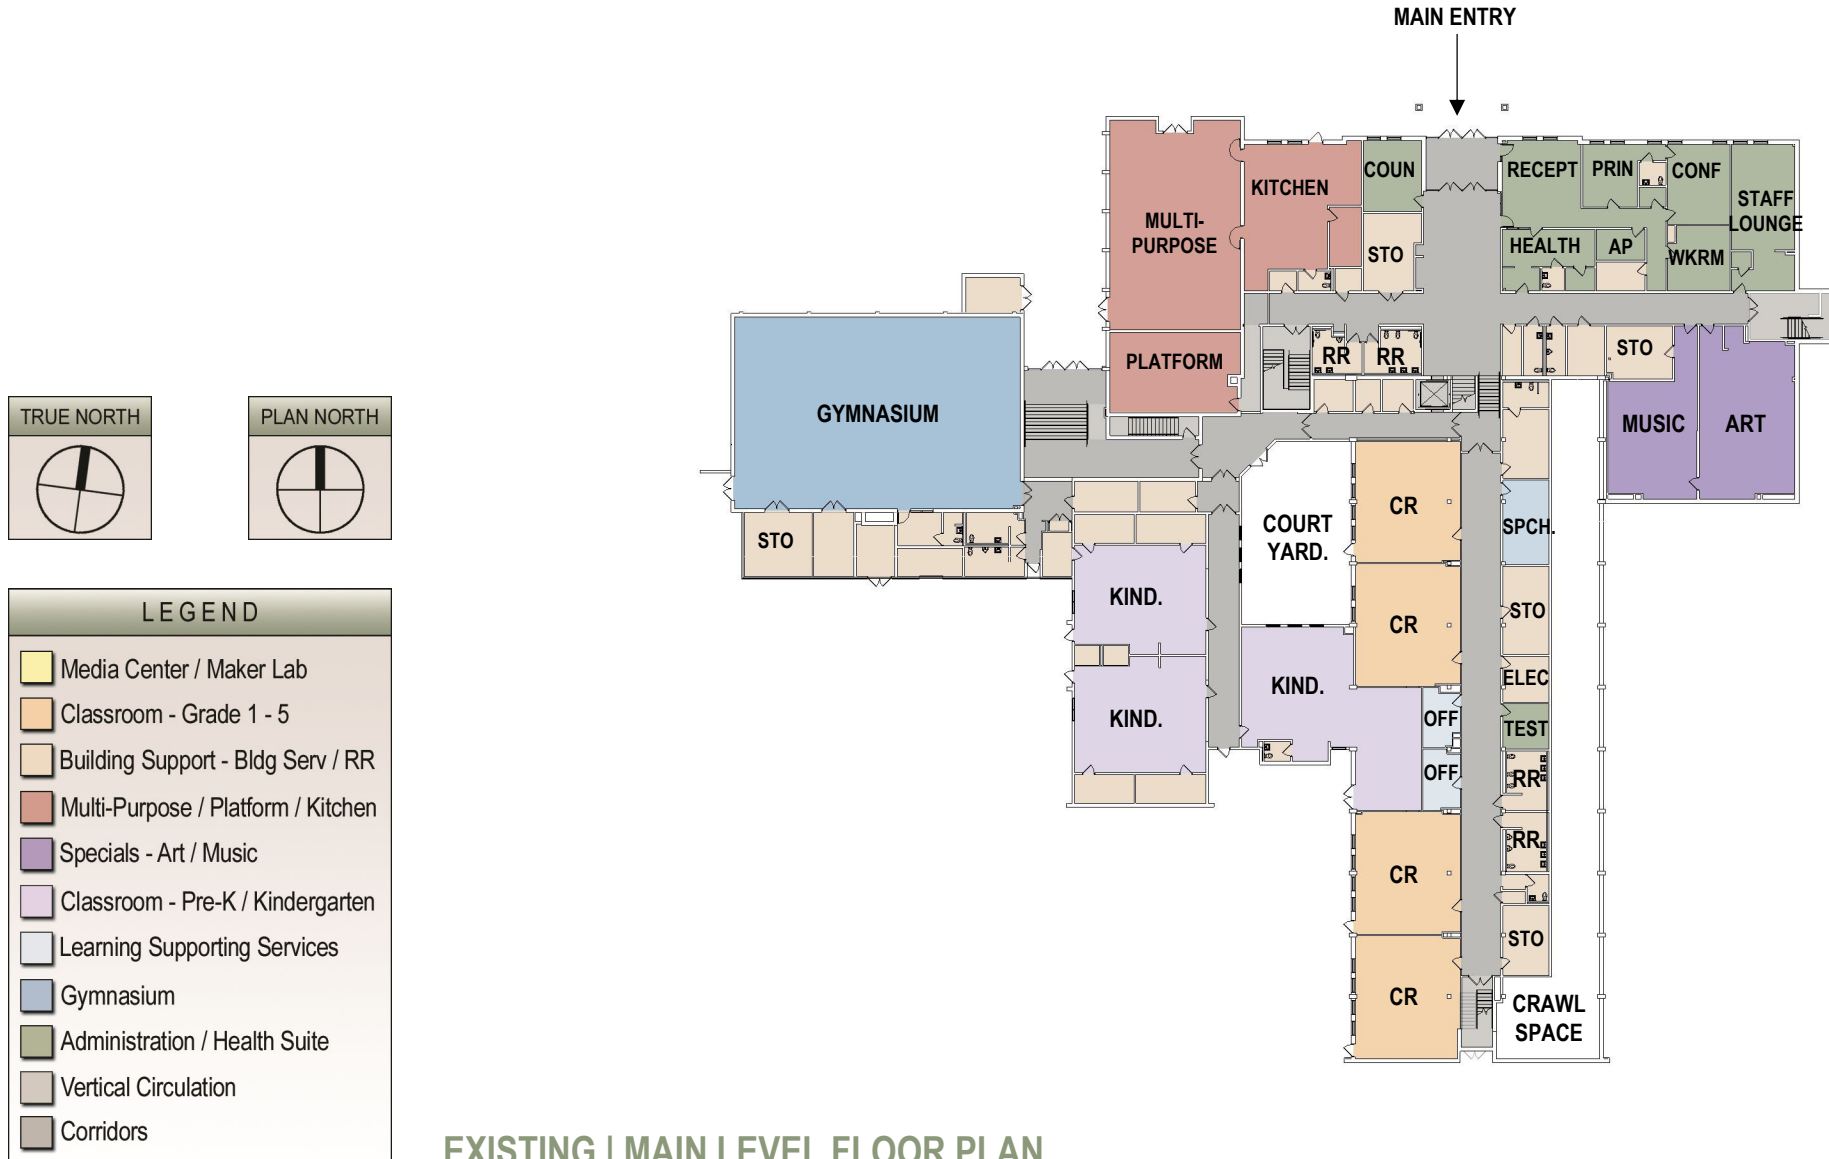 MAIN ENTRY
COUN
RECEPT
PRIN
CONF
KITCHEN
STAFF
LOUNGE
MULTI-
PURPOSE
STO
HEALTH
AP
WKRM
PLATFORM
RR
RR
STO
GYMNASIUM
MUSIC
ART
TRUE NORTH
PLAN NORTH
CR
COURT
YARD.
SPCH.
STO
KIND.
CR
STO
KIND.
KIND.
ELEC
OFF
TEST
OFF
RR
RR
CR
STO
CR
CRAWL
SPACE
LEGEND
Media Center / Maker Lab
Classroom - Grade 1 - 5
Building Support - Bldg Serv / RR
Multi-Purpose / Platform / Kitchen
Specials - Art / Music
Classroom - Pre-K / Kindergarten
Learning Supporting Services
Gymnasium
Administration / Health Suite
Vertical Circulation
Corridors
EXISTING | MAIN LEVEL FLOOR PLAN